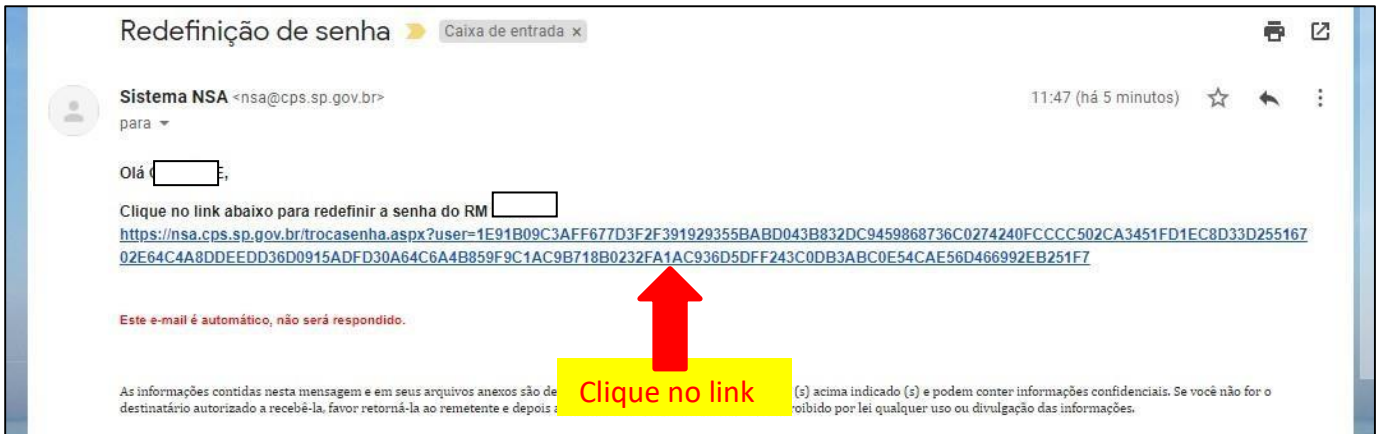 Redefinição de senha Caixa de entrada x
Sistema NSA <nsa@cps.sp.gov.br> 11:47 (há 5 minutos)
para
Olá E,
Clique no link abaixo para redefinir a senha do RM
https://nsa.cps.sp.gov.br/trocasenha.aspx?user=1E91B09C3AFF677D3F2F391929355BABD043B832DC9459868736C0274240FCCCC502CA3451FD1EC8D33D255167
02E64C4A8DDEEDD36D0915ADFD30A64C6A4B859F9C1AC9B718B0232FA1AC936D5DFF243C0DB3ABC0E54CAE56D466992EB251F7
Este e-mail é automático, não será respondido.
Clique no link
As informações contidas nesta mensagem e em seus arquivos anexos são de (s) acima indicado (s) e podem conter informações confidenciais. Se você não for o
destinatário autorizado a recebê-la, favor retorná-la ao remetente e depois por lei qualquer uso ou divulgação das informações.